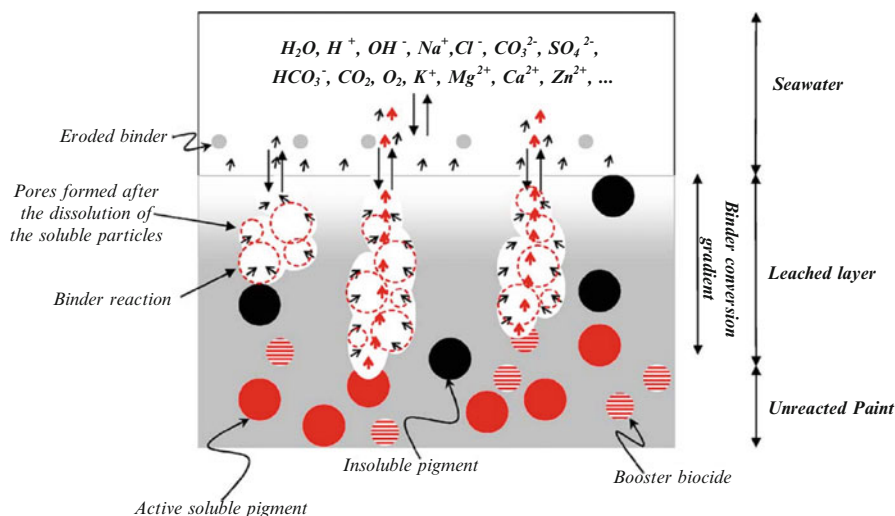 H₂O, H⁺, OH⁻, Na⁺,Cl⁻, CO₃²⁻, SO₄²⁻,
HCO₃⁻, CO₂, O₂, K⁺, Mg²⁺, Ca²⁺, Zn²⁺, ...
Seawater
Eroded binder
Pores formed after
the dissolution of
the soluble particles
Binder reaction
Binder conversion
gradient
Leached layer
Unreacted Paint
Insoluble pigment
Booster biocide
Active soluble pigment